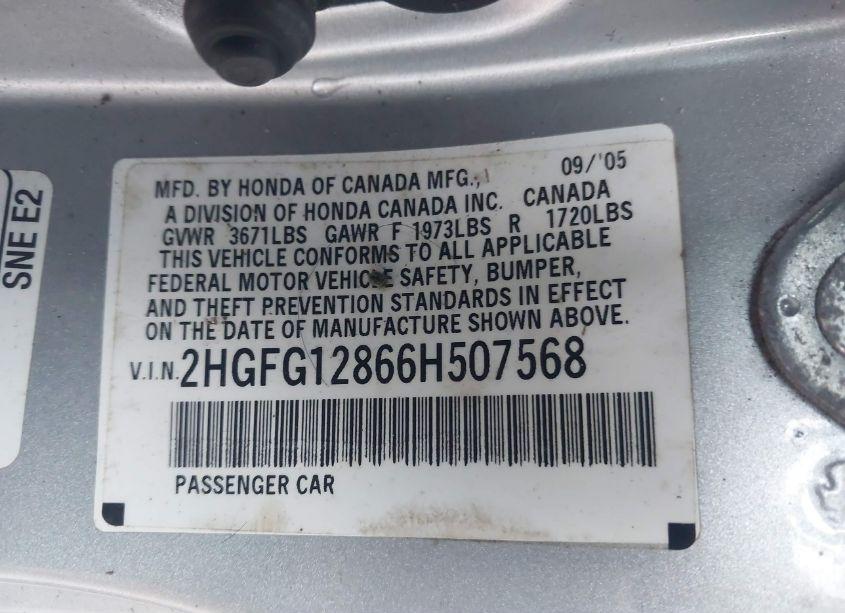 SNE E2
09/'05
MFD. BY HONDA OF CANADA MFG.,
A DIVISION OF HONDA CANADA INC. CANADA
GVWR 3671LBS GAWR F 1973LBS R 1720LBS
THIS VEHICLE CONFORMS TO ALL APPLICABLE
FEDERAL MOTOR VEHICLE SAFETY, BUMPER,
AND THEFT PREVENTION STANDARDS IN EFFECT
ON THE DATE OF MANUFACTURE SHOWN ABOVE.
V.I.N. 2HGFG12866H507568
PASSENGER CAR